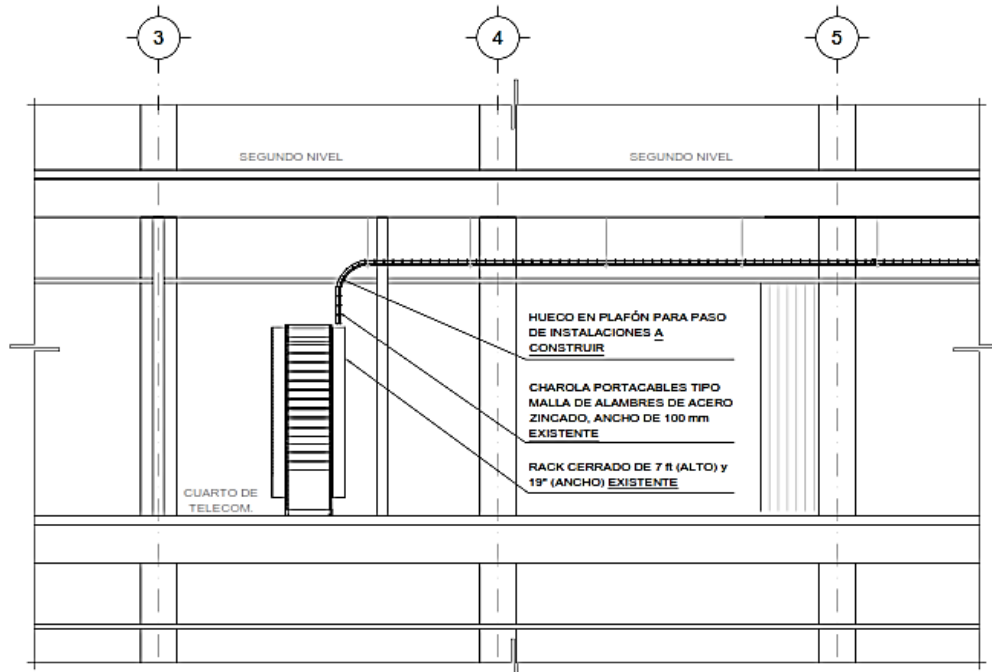 3
4
5
SEGUNDO NIVEL
SEGUNDO NIVEL
HUECO EN PLAFÓN PARA PASO
DE INSTALACIONES A
CONSTRUIR
CHAROLA PORTACABLES TIPO
MALLA DE ALAMBRES DE ACERO
ZINCADO, ANCHO DE 100 mm
EXISTENTE
RACK CERRADO DE 7 ft (ALTO) y
19" (ANCHO) EXISTENTE
CUARTO DE
TELECOM.